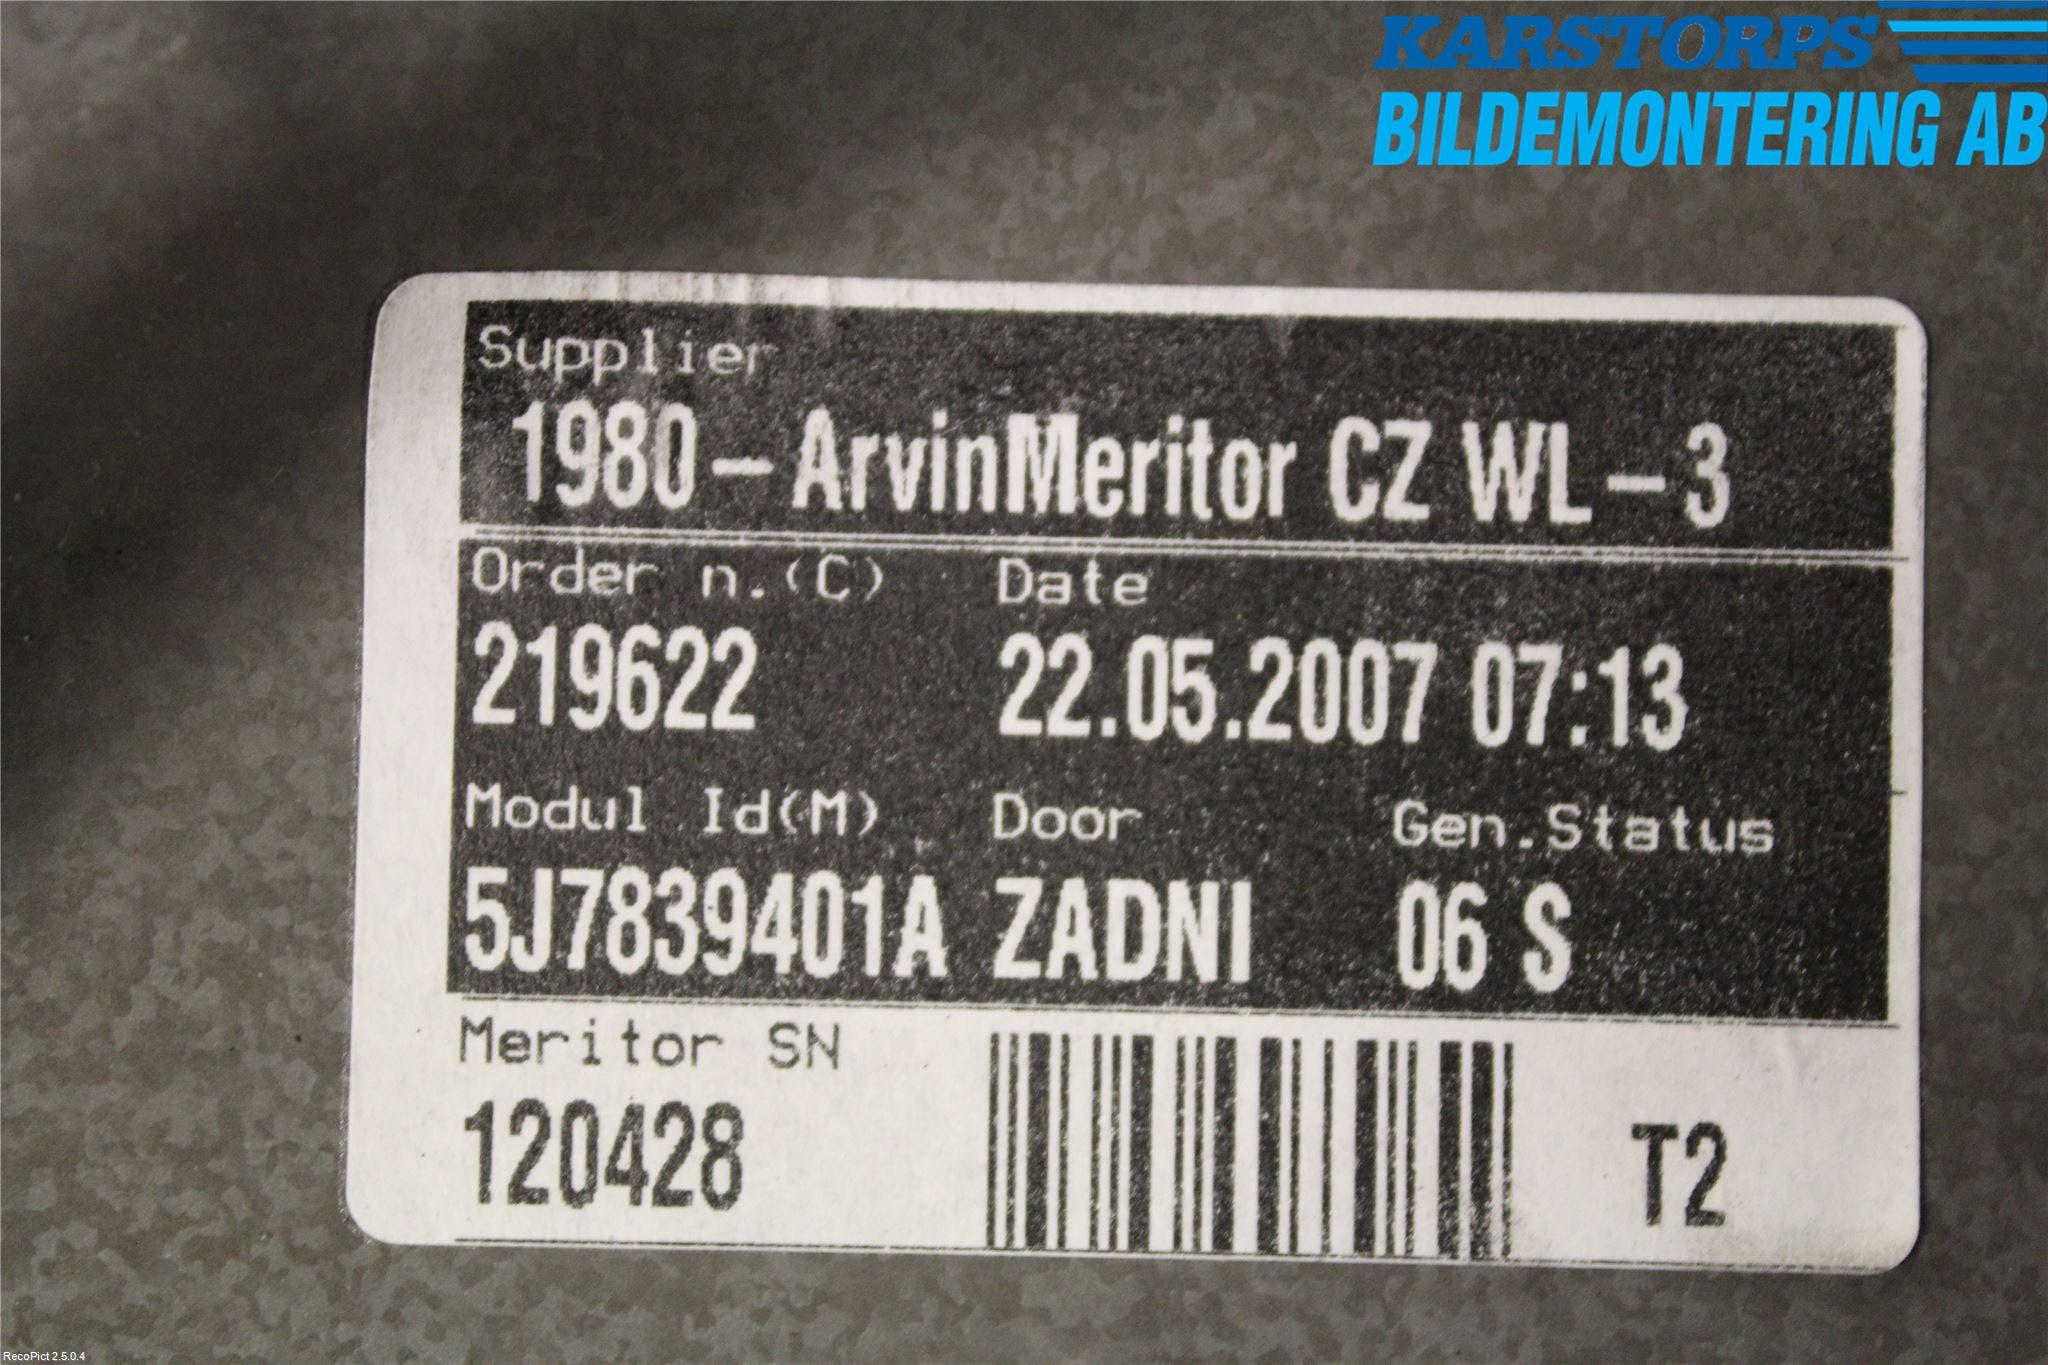 KARSTORPS
BILDEMONTERING AB
Supplier
1980 - ArvinMeritor CZ WL - 3
Order n.(C) Date
219622 22.05.2007 07:13
Modul Id(M) Door Gen.Status
5J7839401A ZADNI 06 S
Meritor SN
120428 T2
RecoPict 2.5.0.4